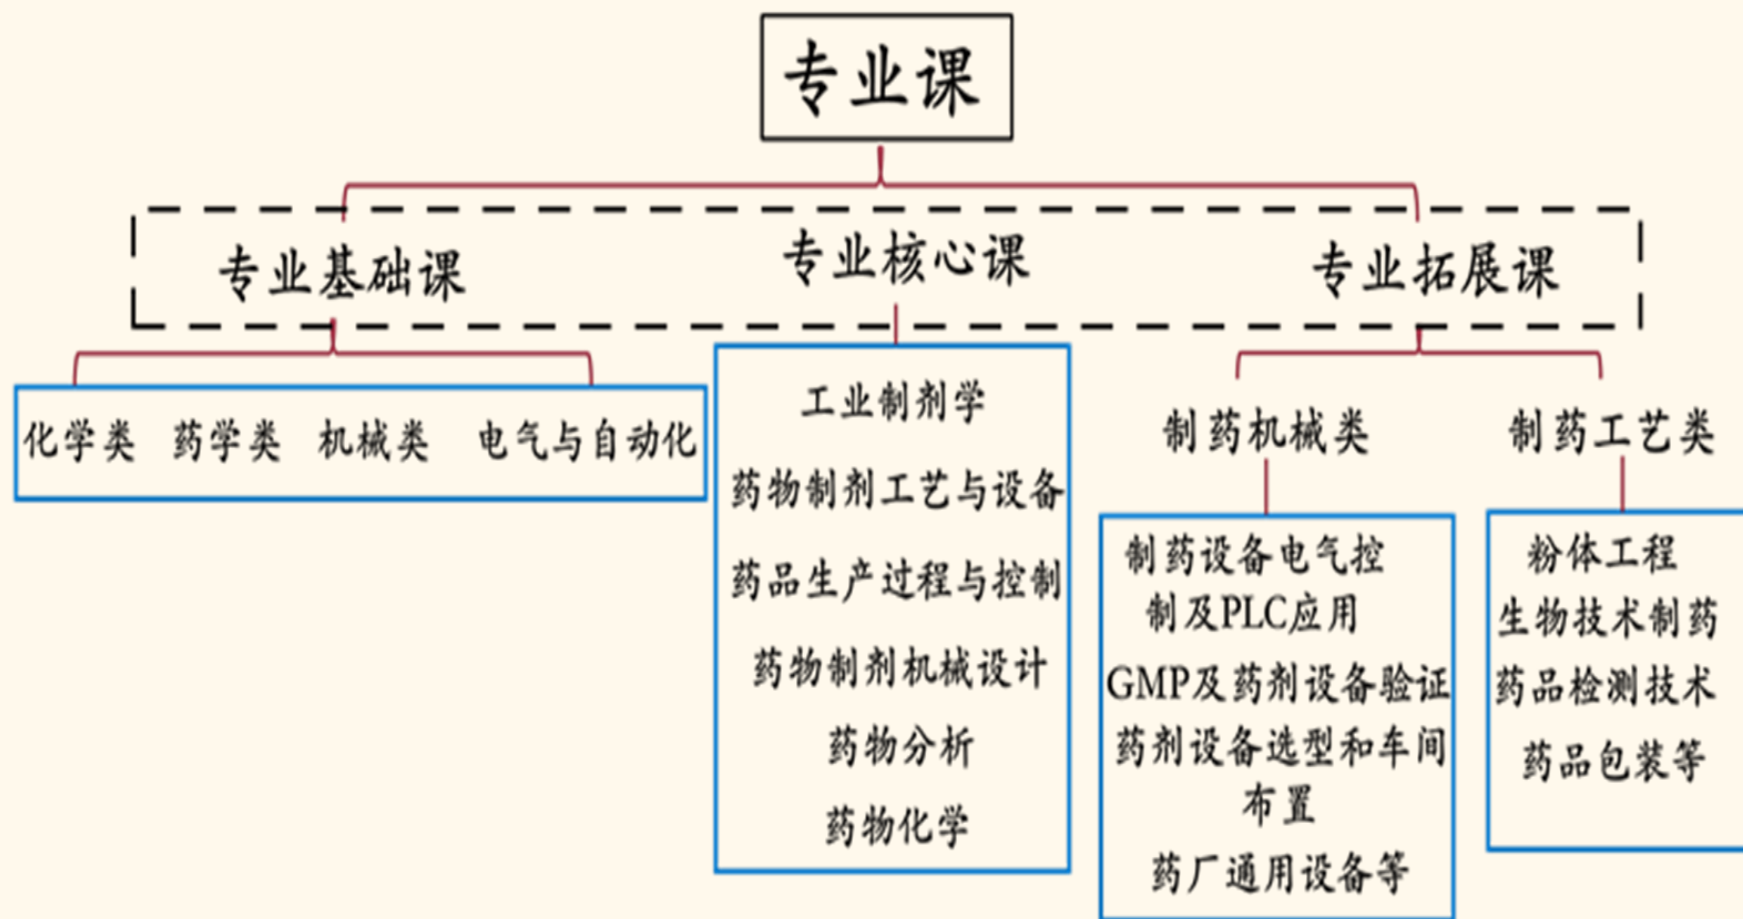 专业课
专业基础课
专业核心课
专业拓展课
化学类 药学类 机械类 电气与自动化
工业制剂学
药物制剂工艺与设备
药品生产过程与控制
药物制剂机械设计
药物分析
药物化学
制药机械类
制药设备电气控
制及PLC应用
GMP及药剂设备验证
药剂设备选型和车间
布置
药厂通用设备等
制药工艺类
粉体工程
生物技术制药
药品检测技术
药品包装等